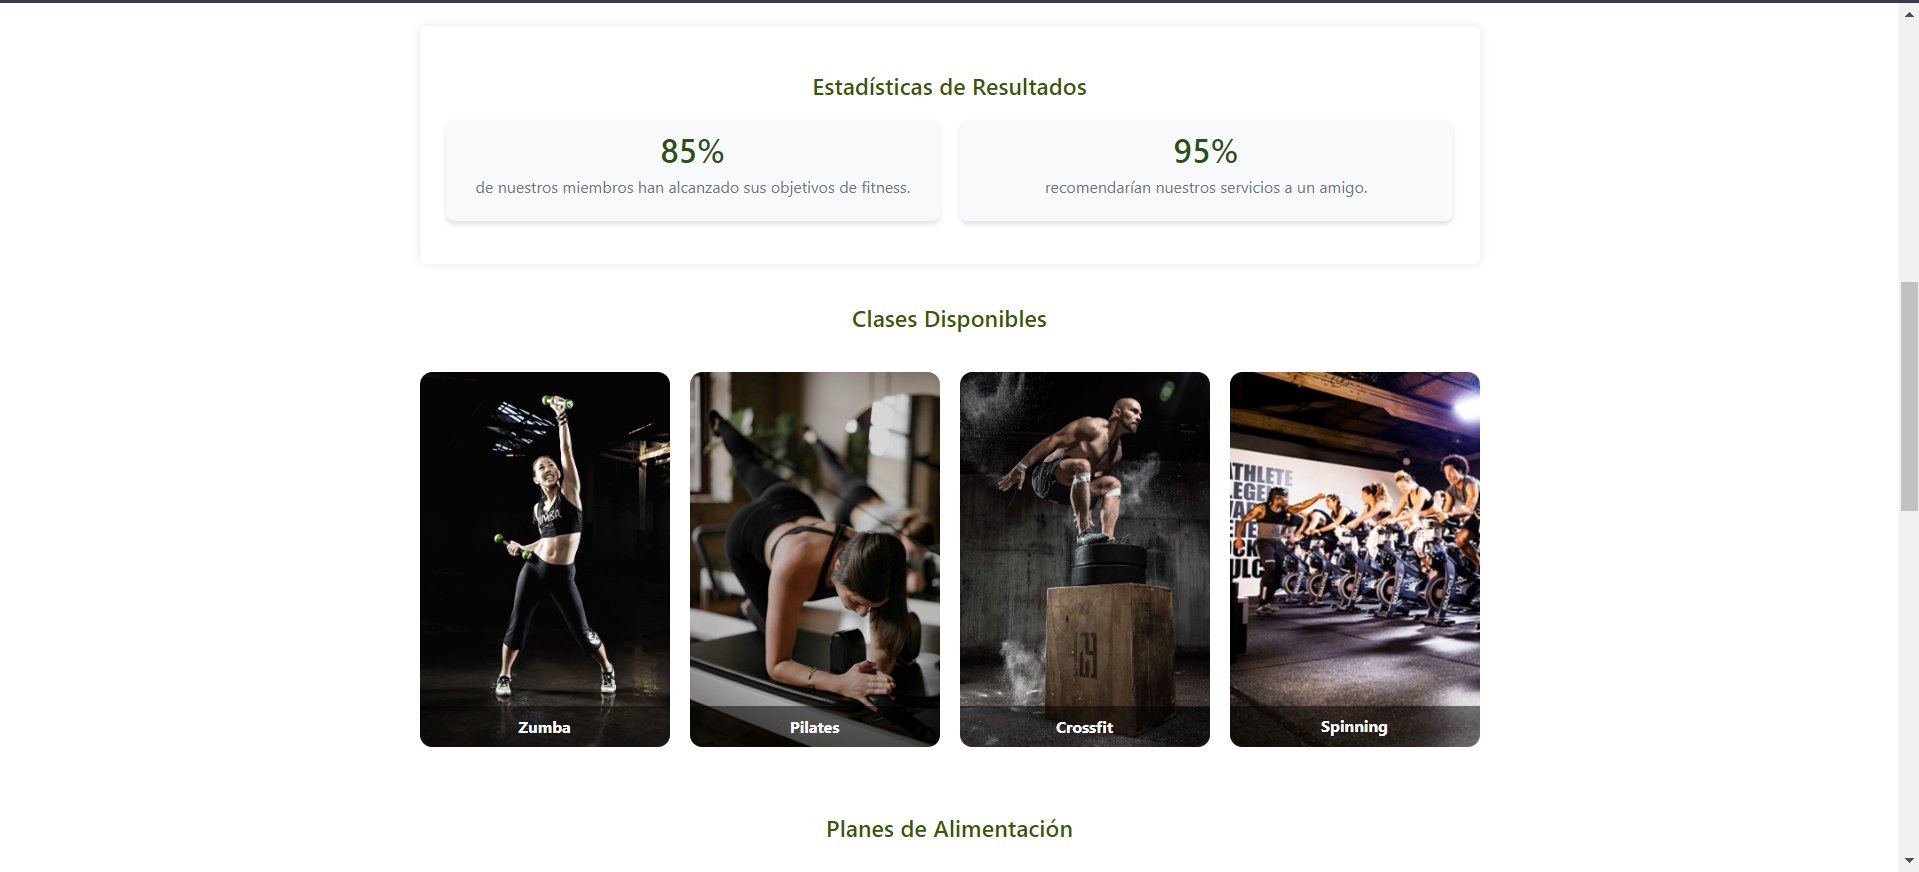 Estadísticas de Resultados
85%
de nuestros miembros han alcanzado sus objetivos de fitness.
95%
recomendarían nuestros servicios a un amigo.
Clases Disponibles
ATHLETE
Zumba
Pilates
Crossfit
Spinning
Planes de Alimentación